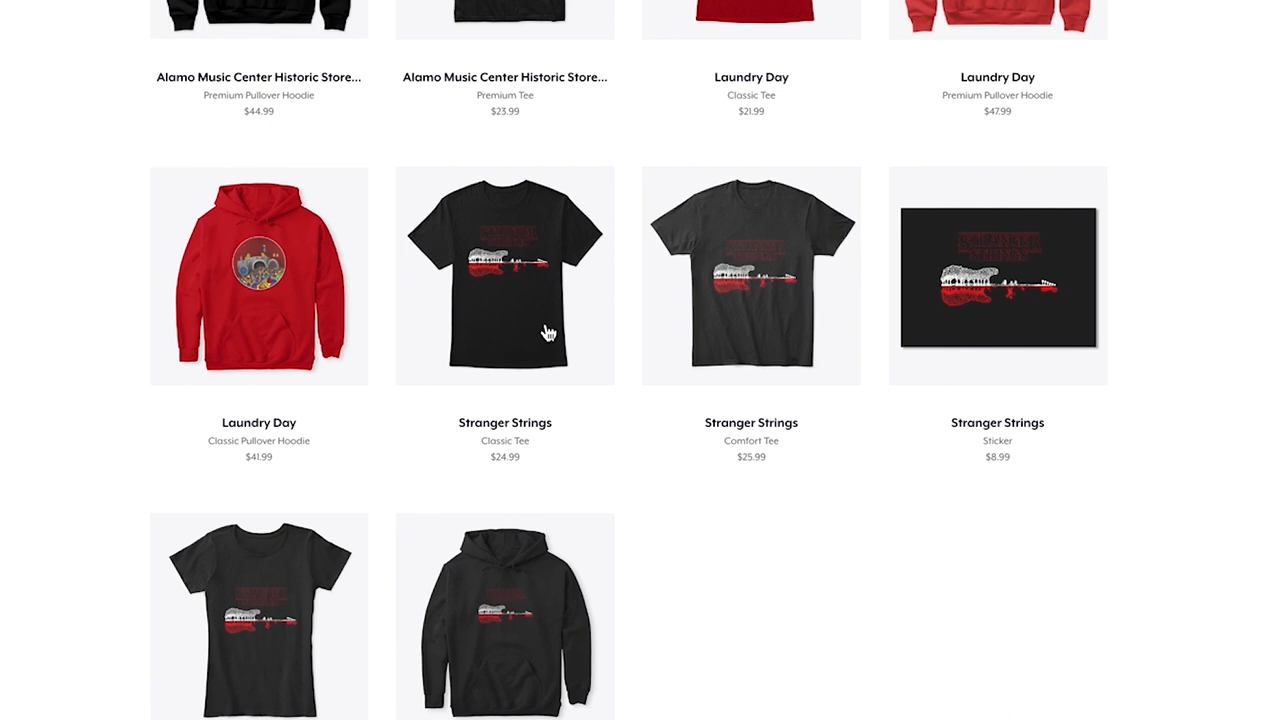 Alamo Music Center Historic Store...
Premium Pullover Hoodie
$44.99
Alamo Music Center Historic Store...
Premium Tee
$23.99
Laundry Day
Classic Tee
$21.99
Laundry Day
Premium Pullover Hoodie
$47.99
STRANGER
STRINGS
Laundry Day
Classic Pullover Hoodie
$41.99
Stranger Strings
Classic Tee
$24.99
Stranger Strings
Comfort Tee
$25.99
Stranger Strings
Sticker
$8.99